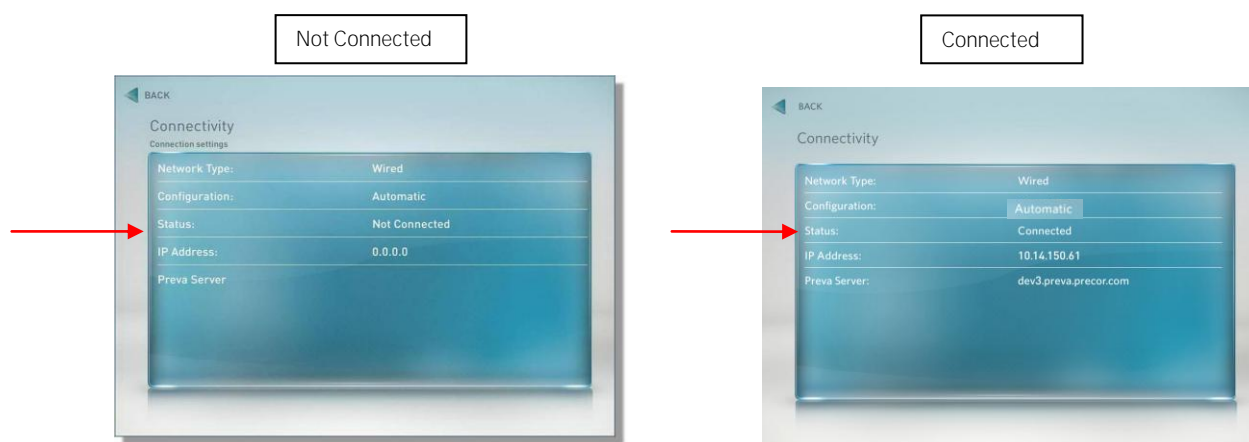 Not Connected
BACK
Connectivity
Connection settings
Network Type: Wired
Configuration: Automatic
Status: Not Connected
IP Address: 0.0.0.0
Preva Server
Connected
BACK
Connectivity
Network Type: Wired
Configuration: Automatic
Status: Connected
IP Address: 10.14.150.61
Preva Server: dev3.preva.precor.com